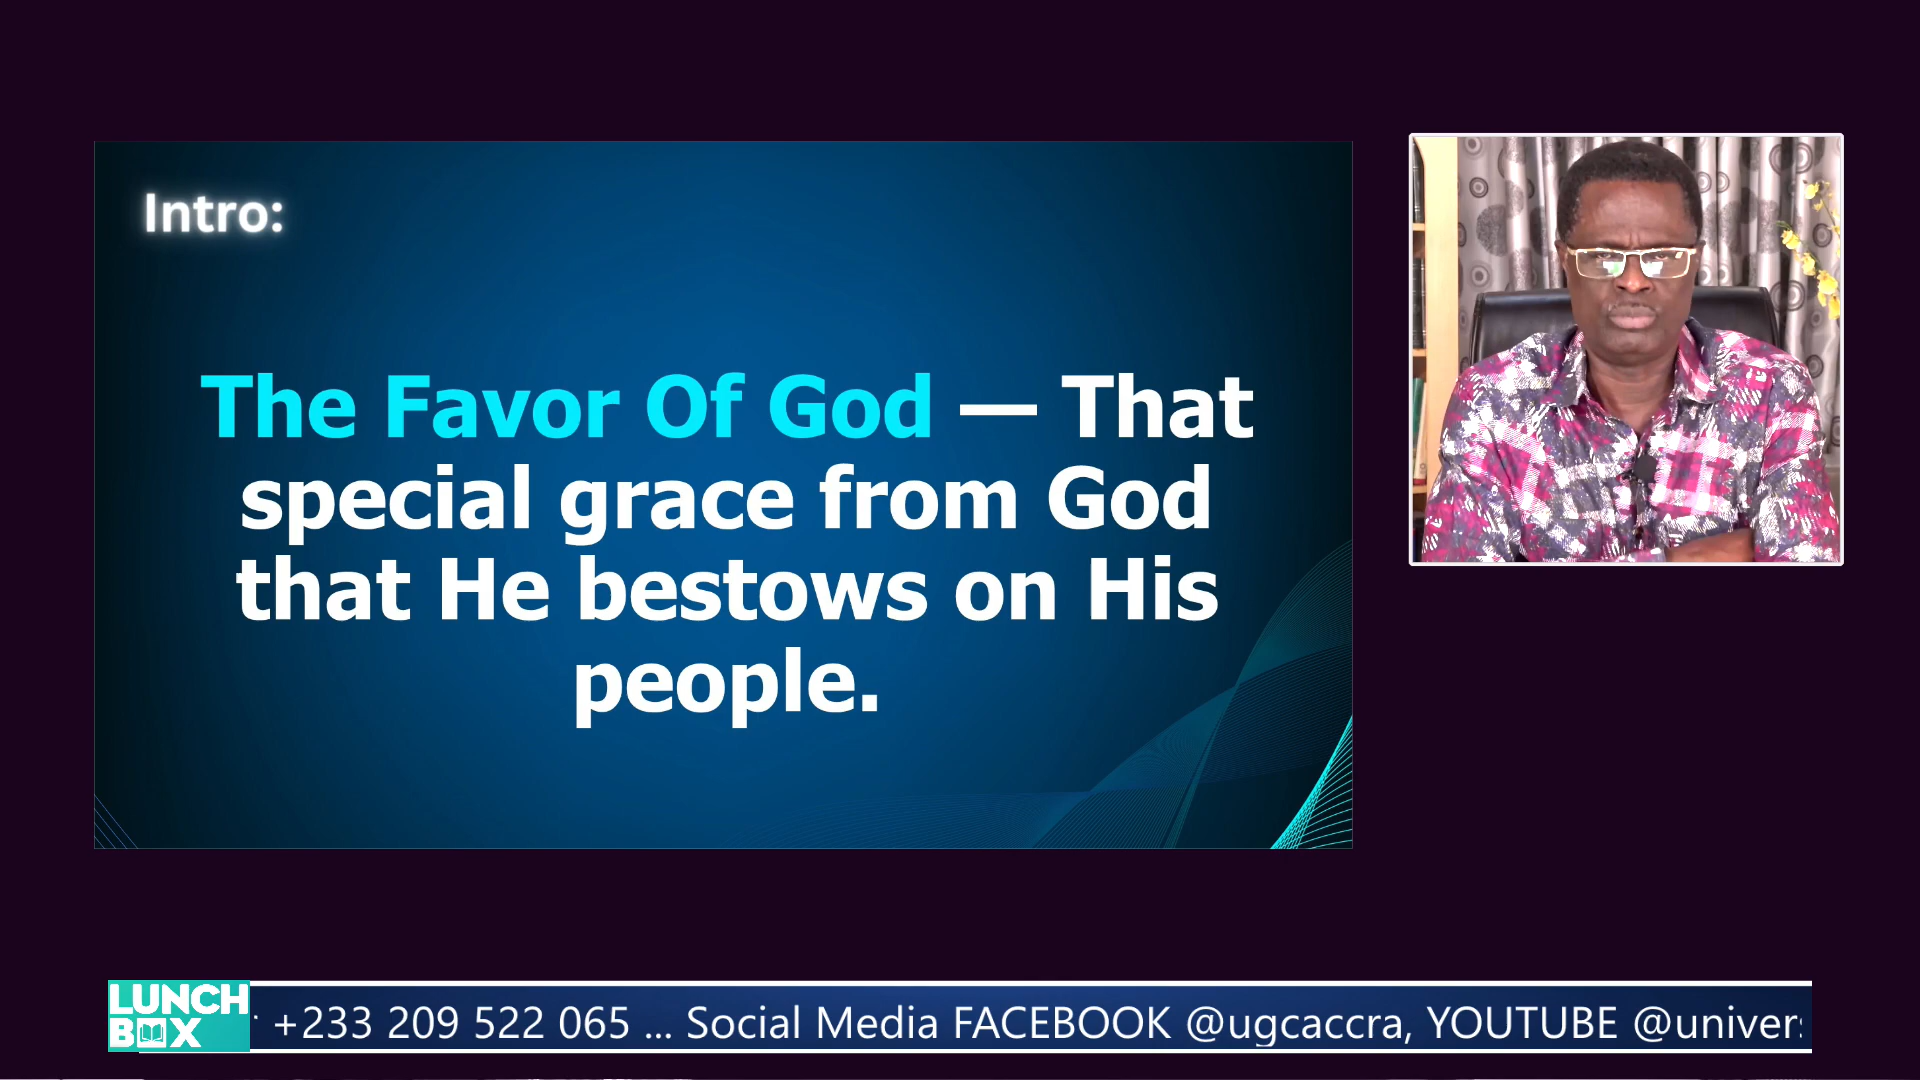 Intro:
The Favor Of God — That
special grace from God
that He bestows on His
people.
LUNCH
BOX
+233 209 522 065 ... Social Media FACEBOOK @ugcaccra, YOUTUBE